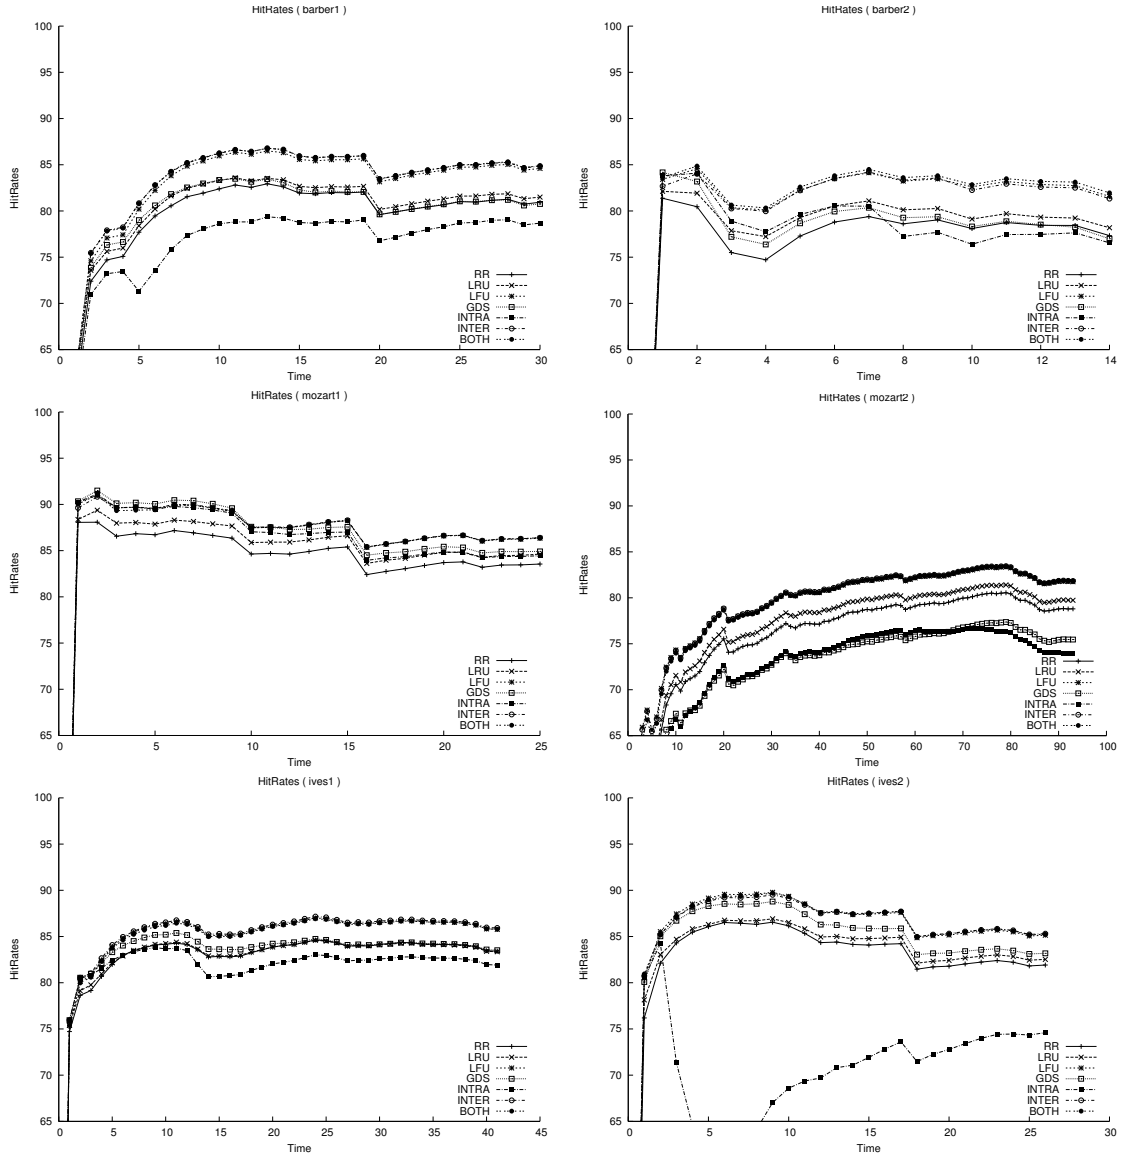 HitRates ( barber1 )
100
95
90
85
80
75
70
65
HitRates
RR
LRU
LFU
GDS
INTRA
INTER
BOTH
0 5 10 15 20 25 30
Time
HitRates ( barber2 )
100
95
90
85
80
75
70
65
HitRates
RR
LRU
LFU
GDS
INTRA
INTER
BOTH
0 2 4 6 8 10 12 14
Time
HitRates ( mozart1 )
100
95
90
85
80
75
70
65
HitRates
RR
LRU
LFU
GDS
INTRA
INTER
BOTH
0 5 10 15 20 25
Time
HitRates ( mozart2 )
100
95
90
85
80
75
70
65
HitRates
RR
LRU
LFU
GDS
INTRA
INTER
BOTH
0 10 20 30 40 50 60 70 80 90 100
Time
HitRates ( ives1 )
100
95
90
85
80
75
70
65
HitRates
RR
LRU
LFU
GDS
INTRA
INTER
BOTH
0 5 10 15 20 25 30 35 40 45
Time
HitRates ( ives2 )
100
95
90
85
80
75
70
65
HitRates
RR
LRU
LFU
GDS
INTRA
INTER
BOTH
0 5 10 15 20 25 30
Time